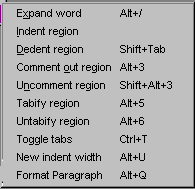 Expand word Alt+/
Indent region
Dedent region Shift+Tab
Comment out region Alt+3
Uncomment region Shift+Alt+3
Tabify region Alt+5
Untabify region Alt+6
Toggle tabs Ctrl+T
New indent width Alt+U
Format Paragraph Alt+Q